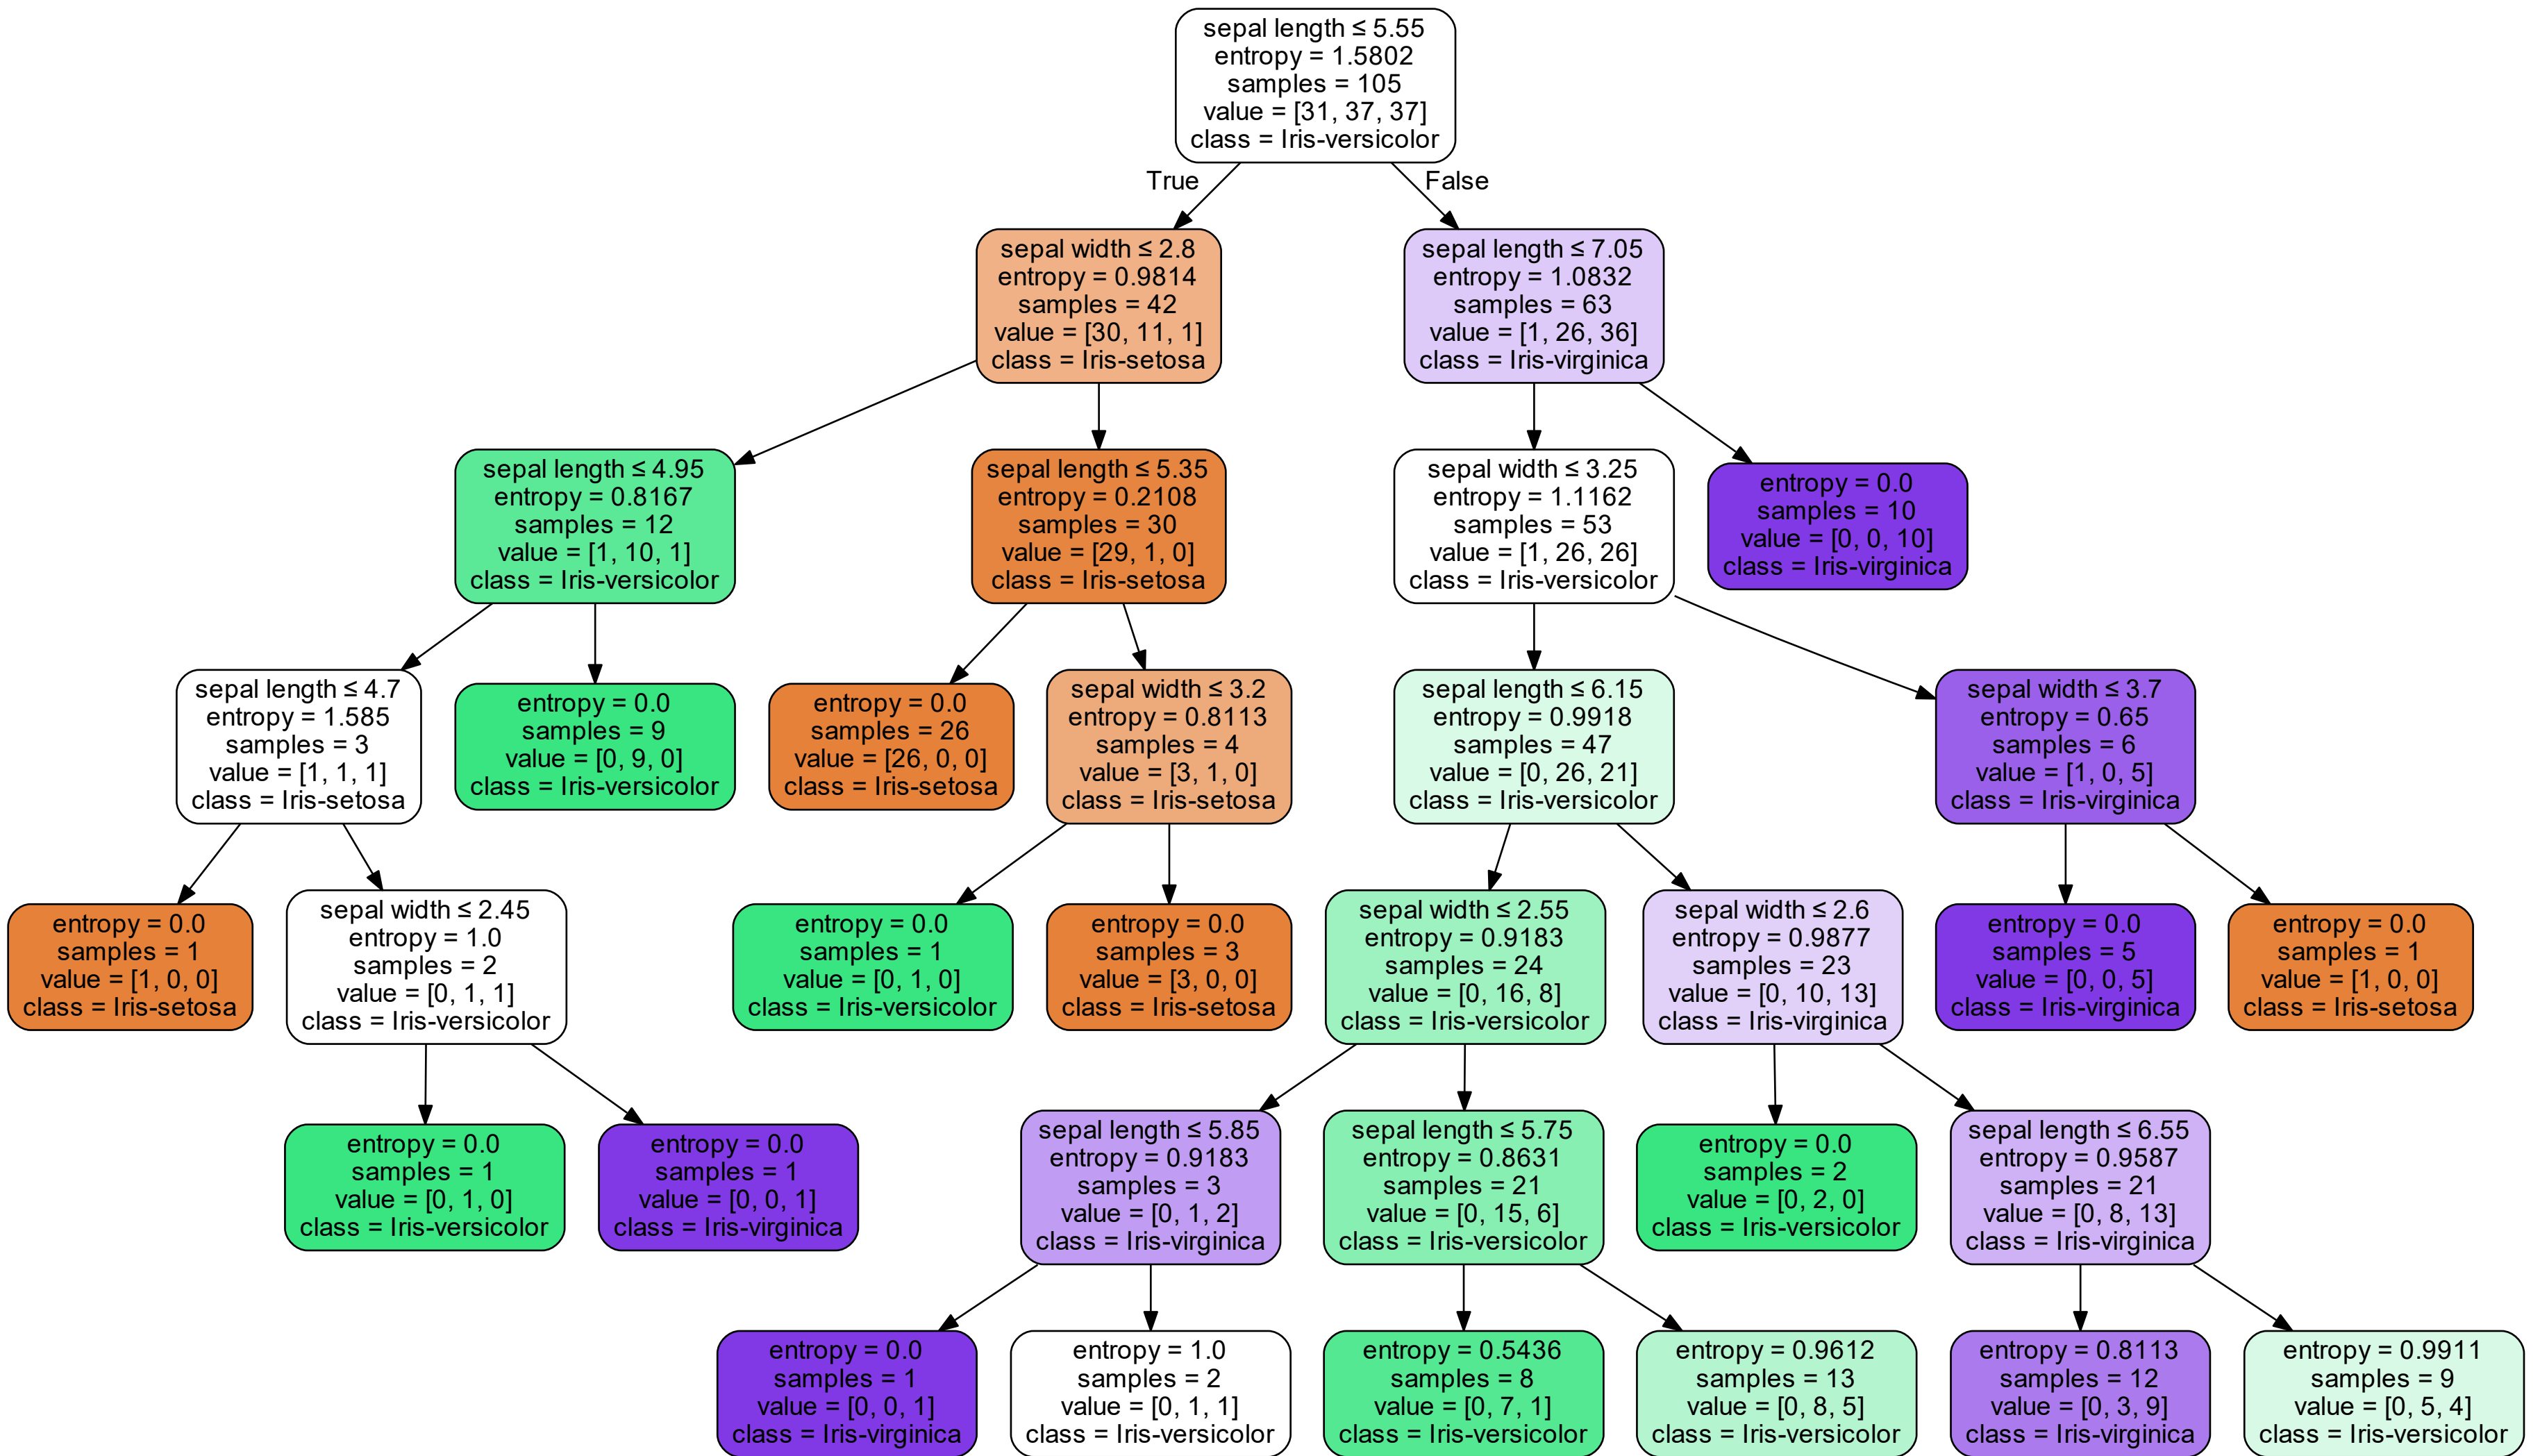 sepal length ≤ 5.55
entropy = 1.5802
samples = 105
value = [31, 37, 37]
class = Iris-versicolor
True
False
sepal width ≤ 2.8
entropy = 0.9814
samples = 42
value = [30, 11, 1]
class = Iris-setosa
sepal length ≤ 7.05
entropy = 1.0832
samples = 63
value = [1, 26, 36]
class = Iris-virginica
sepal length ≤ 4.95
entropy = 0.8167
samples = 12
value = [1, 10, 1]
class = Iris-versicolor
sepal length ≤ 5.35
entropy = 0.2108
samples = 30
value = [29, 1, 0]
class = Iris-setosa
sepal width ≤ 3.25
entropy = 1.1162
samples = 53
value = [1, 26, 26]
class = Iris-versicolor
entropy = 0.0
samples = 10
value = [0, 0, 10]
class = Iris-virginica
sepal length ≤ 4.7
entropy = 1.585
samples = 3
value = [1, 1, 1]
class = Iris-setosa
entropy = 0.0
samples = 9
value = [0, 9, 0]
class = Iris-versicolor
entropy = 0.0
samples = 26
value = [26, 0, 0]
class = Iris-setosa
sepal width ≤ 3.2
entropy = 0.8113
samples = 4
value = [3, 1, 0]
class = Iris-setosa
sepal length ≤ 6.15
entropy = 0.9918
samples = 47
value = [0, 26, 21]
class = Iris-versicolor
sepal width ≤ 3.7
entropy = 0.65
samples = 6
value = [1, 0, 5]
class = Iris-virginica
entropy = 0.0
samples = 1
value = [1, 0, 0]
class = Iris-setosa
sepal width ≤ 2.45
entropy = 1.0
samples = 2
value = [0, 1, 1]
class = Iris-versicolor
entropy = 0.0
samples = 1
value = [0, 1, 0]
class = Iris-versicolor
entropy = 0.0
samples = 3
value = [3, 0, 0]
class = Iris-setosa
sepal width ≤ 2.55
entropy = 0.9183
samples = 24
value = [0, 16, 8]
class = Iris-versicolor
sepal width ≤ 2.6
entropy = 0.9877
samples = 23
value = [0, 10, 13]
class = Iris-virginica
entropy = 0.0
samples = 5
value = [0, 0, 5]
class = Iris-virginica
entropy = 0.0
samples = 1
value = [1, 0, 0]
class = Iris-setosa
entropy = 0.0
samples = 1
value = [0, 1, 0]
class = Iris-versicolor
entropy = 0.0
samples = 1
value = [0, 0, 1]
class = Iris-virginica
sepal length ≤ 5.85
entropy = 0.9183
samples = 3
value = [0, 1, 2]
class = Iris-virginica
sepal length ≤ 5.75
entropy = 0.8631
samples = 21
value = [0, 15, 6]
class = Iris-versicolor
entropy = 0.0
samples = 2
value = [0, 2, 0]
class = Iris-versicolor
sepal length ≤ 6.55
entropy = 0.9587
samples = 21
value = [0, 8, 13]
class = Iris-virginica
entropy = 0.0
samples = 1
value = [0, 0, 1]
class = Iris-virginica
entropy = 1.0
samples = 2
value = [0, 1, 1]
class = Iris-versicolor
entropy = 0.5436
samples = 8
value = [0, 7, 1]
class = Iris-versicolor
entropy = 0.9612
samples = 13
value = [0, 8, 5]
class = Iris-versicolor
entropy = 0.8113
samples = 12
value = [0, 3, 9]
class = Iris-virginica
entropy = 0.9911
samples = 9
value = [0, 5, 4]
class = Iris-versicolor